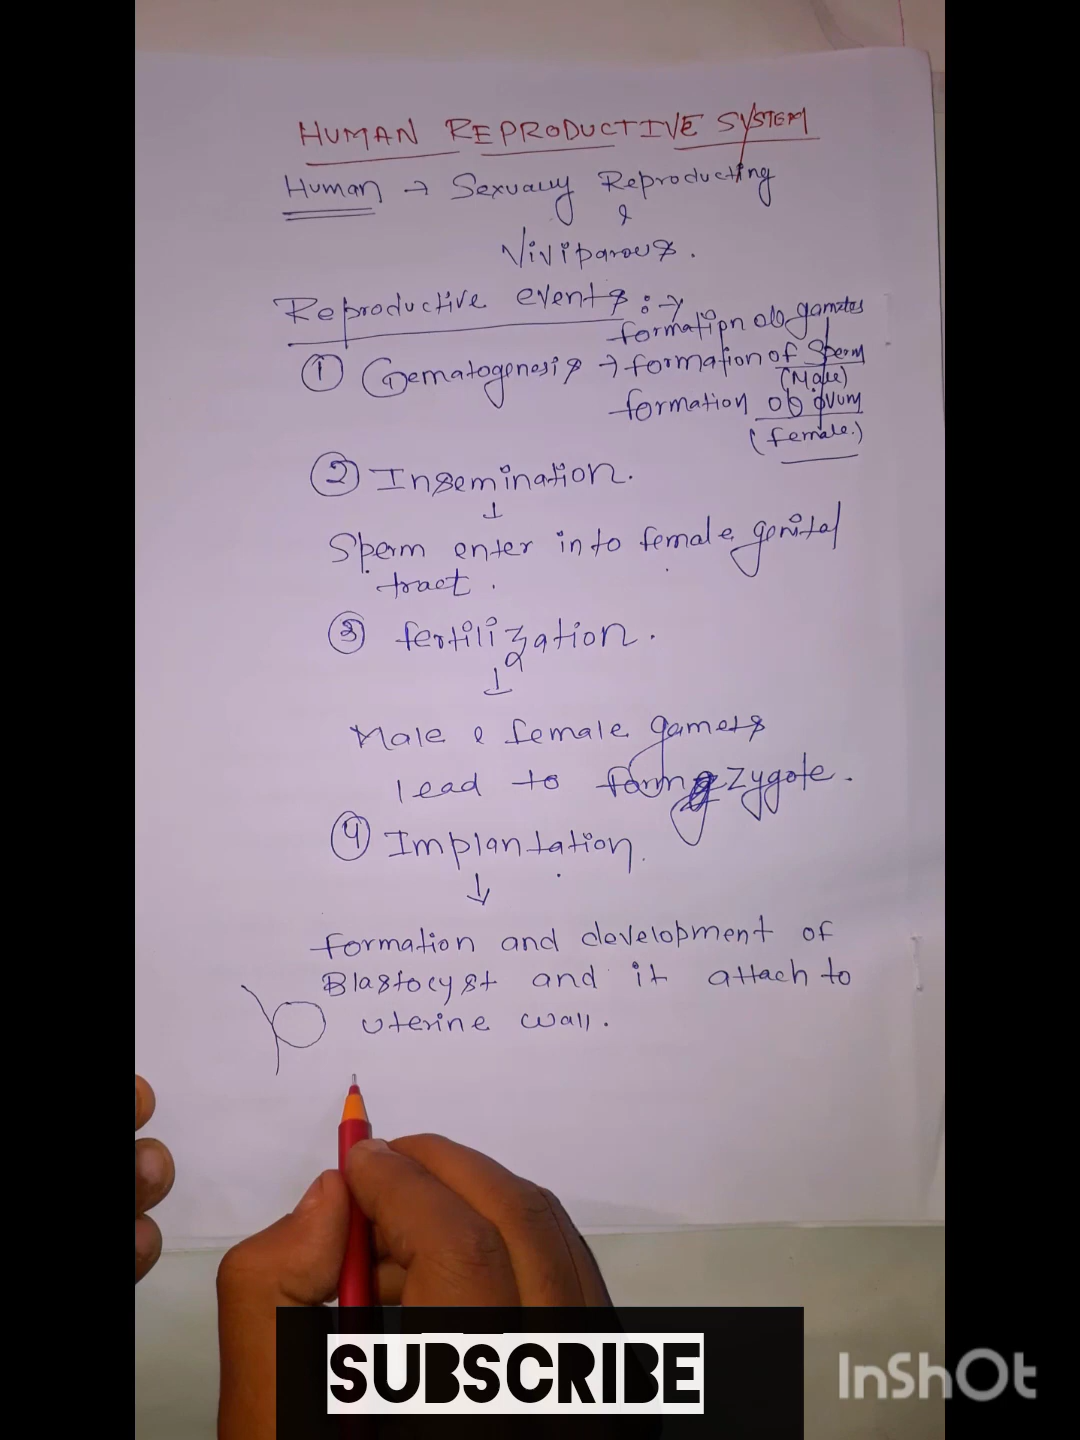 HUMAN REPRODUCTIVE SYSTEM
Human → Sexually Reproducting
&
Viviparous.
Reproductive events :→
formation of gametes
① Gematogenesis → formation of Sperm
(Male)
formation of ovum
(female.)
② Insemination.
↓
Sperm enter into female genital
tract.
③ fertilization.
↓
Male & female gamets
lead to form zygote.
④ Implantation.
↓
formation and development of
Blastocyst and it attach to
uterine wall.
SUBSCRIBE
InShOt